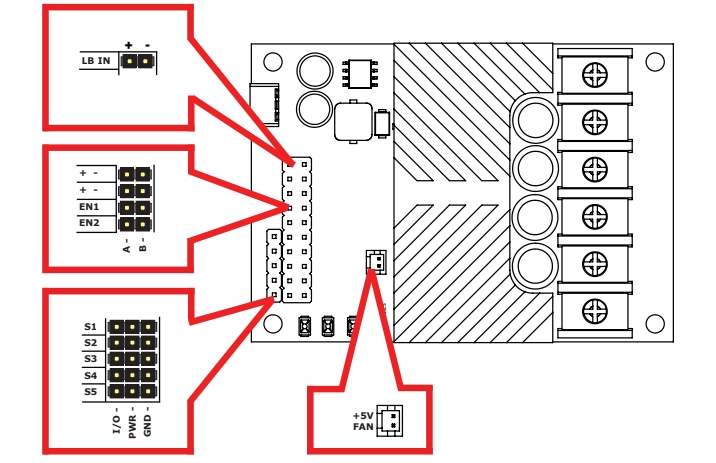 + -
LB IN
+ -
+ -
EN1
EN2
A -
B -
S1
S2
S3
S4
S5
I/O -
PWR -
GND -
+5V
FAN